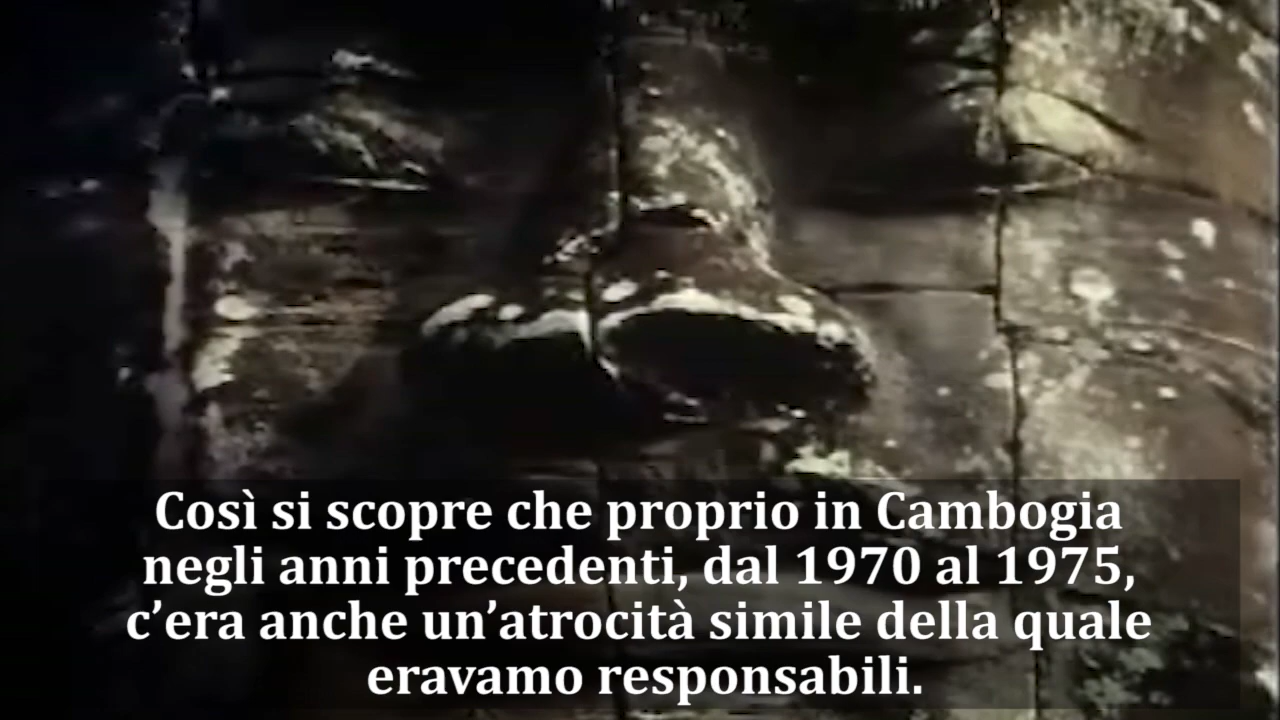 Così si scopre che proprio in Cambogia
negli anni precedenti, dal 1970 al 1975,
c’era anche un’atrocità simile della quale
eravamo responsabili.